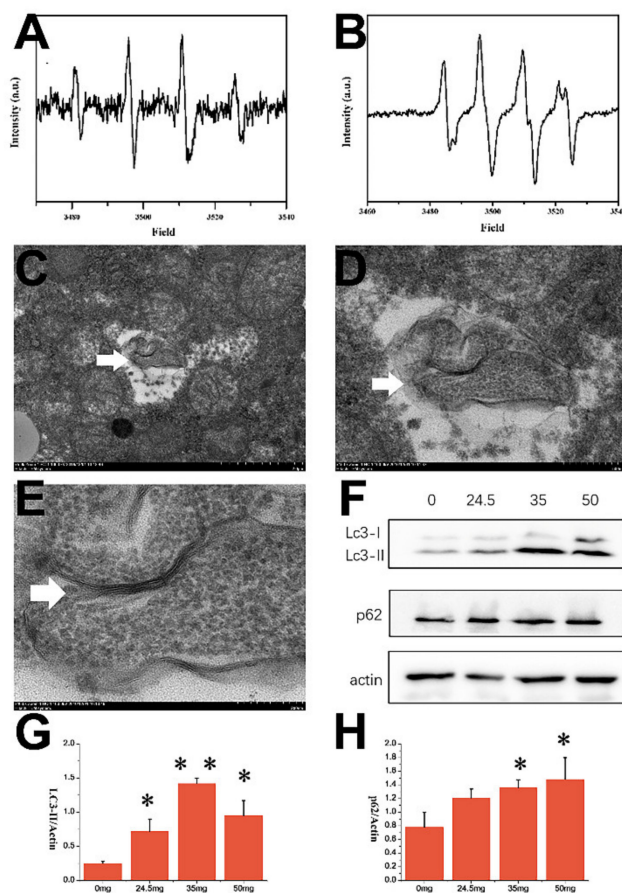 A
Intensity (a.u.)
3480 3500 3520 3540
Field
B
Intensity (a.u.)
3460 3480 3500 3520 354
Field
C
D
E
F
0 24.5 35 50
Lc3-I
Lc3-II
p62
actin
G
LC3-II/Actin
2.0
1.5
1.0
0.5
0.0
* * * *
0mg 24.5mg 35mg 50mg
H
p62/Actin
2.0
1.8
1.6
1.4
1.2
1.0
0.8
0.6
0.4
0.2
0.0
* *
0mg 24.5mg 35mg 50mg